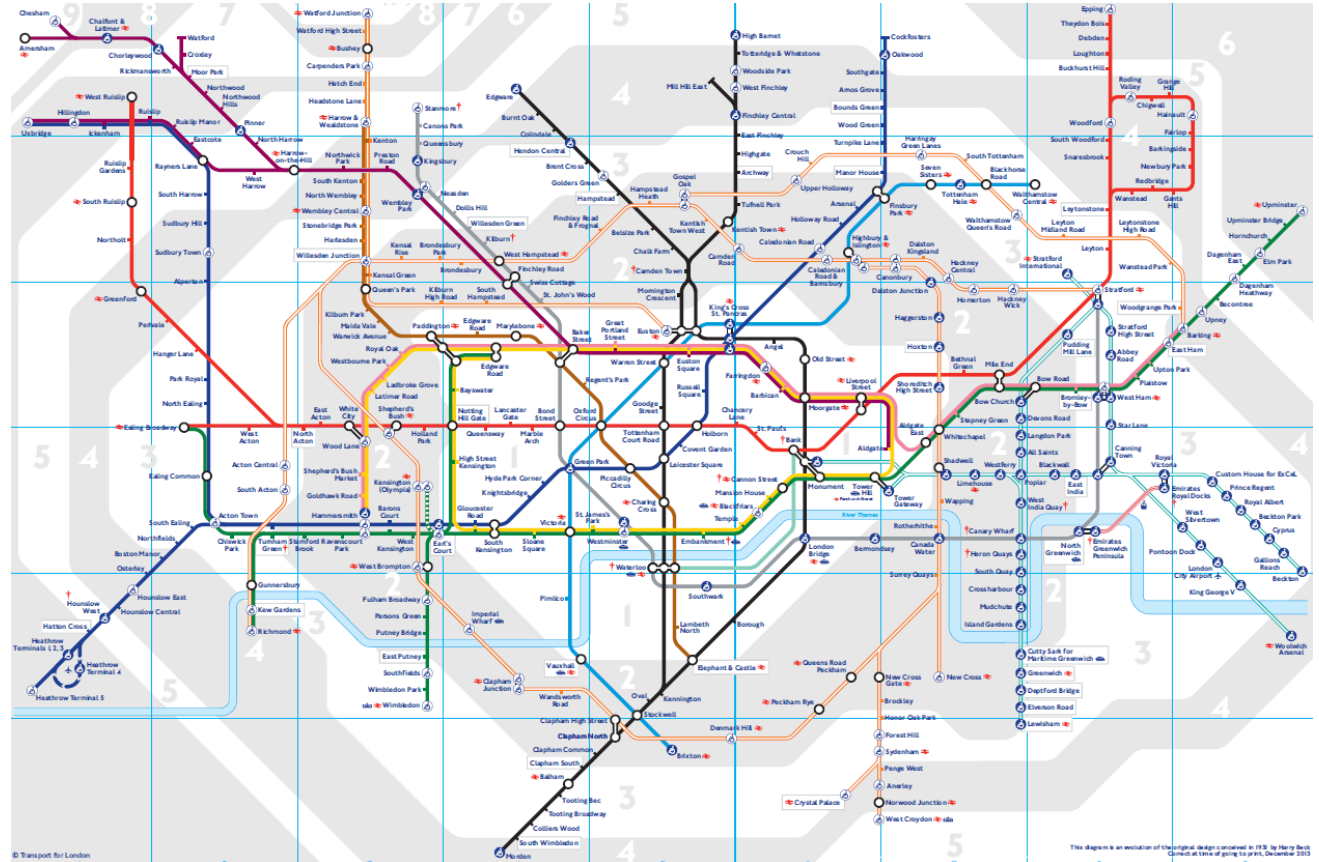 Chesham
Chalfont &
Latimer
Amersham
Chorleywood
Rickmansworth
Watford
Croxley
Moor Park
Northwood
Northwood
Hills
Pinner
North Harrow
Harrow-
on-the-Hill
West Ruislip
Hillingdon
Ruislip
Ruislip Manor
Uxbridge
Ickenham
Eastcote
Rayners Lane
West
Harrow
Ruislip
Gardens
South Ruislip
Northolt
Greenford
Perivale
Hanger Lane
Park Royal
North Ealing
Ealing Broadway
South Harrow
Sudbury Hill
Sudbury Town
Alperton
Watford Junction
Watford High Street
Bushey
Carpenders Park
Hatch End
Headstone Lane
Harrow &
Wealdstone
Kenton
Northwick
Park
Preston
Road
South Kenton
North Wembley
Wembley Central
Stonebridge Park
Harlesden
Willesden Junction
Kensal Green
Queen's Park
Kilburn Park
Maida Vale
Warwick Avenue
Royal Oak
Westbourne Park
Ladbroke Grove
Latimer Road
Stanmore
Canons Park
Queensbury
Kingsbury
Wembley
Park
Neasden
Dollis Hill
Willesden Green
Kilburn
West Hampstead
Finchley Road
Swiss Cottage
St. John's Wood
Kensal
Rise
Brondesbury
Park
Brondesbury
Kilburn
High Road
South
Hampstead
Finchley Road
& Frognal
Edgware
Burnt Oak
Colindale
Hendon Central
Brent Cross
Golders Green
Hampstead
Belsize Park
Chalk Farm
Camden Town
Mornington
Crescent
Euston
Hampstead
Heath
Gospel
Oak
Kentish
Town West
High Barnet
Totteridge & Whetstone
Woodside Park
West Finchley
Mill Hill East
Finchley Central
East Finchley
Highgate
Archway
Tufnell Park
Kentish Town
Camden
Road
Cockfosters
Oakwood
Southgate
Arnos Grove
Bounds Green
Wood Green
Turnpike Lane
Manor House
Finsbury
Park
Arsenal
Holloway Road
Caledonian Road
Crouch
Hill
Upper Holloway
Harringay
Green Lanes
Seven
Sisters
South Tottenham
Blackhorse
Road
Tottenham
Hale
Walthamstow
Central
Walthamstow
Queen's Road
Leyton
Midland Road
Leytonstone
High Road
Wanstead Park
Woodgrange Park
Highbury &
Islington
Caledonian
Road &
Barnsbury
Canonbury
Dalston
Kingsland
Dalston Junction
Hackney
Central
Homerton
Hackney
Wick
Haggerston
Hoxton
Shoreditch
High Street
Epping
Theydon Bois
Debden
Loughton
Buckhurst Hill
Roding
Valley
Grange
Hill
Chigwell
Hainault
Fairlop
Barkingside
Newbury Park
Redbridge
Gants
Hill
Wanstead
Woodford
South Woodford
Snaresbrook
Leytonstone
Leyton
Stratford
International
Stratford
Stratford
High Street
Pudding
Mill Lane
Abbey
Road
West Ham
Star Lane
Canning
Town
Upminster
Upminster Bridge
Hornchurch
Elm Park
Dagenham
East
Dagenham
Heathway
Becontree
Upney
Barking
East Ham
Upton Park
Plaistow
Bromley-
by-Bow
Bow Road
Bow Church
Devons Road
Langdon Park
All Saints
Poplar
Mile End
Bethnal
Green
Stepney Green
Whitechapel
Aldgate
East
Aldgate
Liverpool
Street
Moorgate
Barbican
Farringdon
Old Street
Angel
King's Cross
St. Pancras
Euston
Square
Warren Street
Great
Portland
Street
Baker
Street
Marylebone
Edgware
Road
Paddington
Edgware
Road
Bayswater
Notting
Hill Gate
Queensway
Lancaster
Gate
Marble
Arch
Bond
Street
Oxford
Circus
Regent's Park
Goodge
Street
Tottenham
Court Road
Russell
Square
Holborn
Chancery
Lane
St. Paul's
Bank
Covent Garden
Leicester Square
Piccadilly
Circus
Green Park
Hyde Park Corner
Knightsbridge
High Street
Kensington
Holland
Park
Shepherd's
Bush
White
City
East
Acton
North
Acton
West
Acton
Wood Lane
Shepherd's Bush
Market
Goldhawk Road
Hammersmith
Kensington
(Olympia)
Acton Central
South Acton
Ealing Common
Acton Town
South Ealing
Northfields
Boston Manor
Osterley
Hounslow East
Hounslow Central
Hounslow
West
Hatton Cross
Heathrow
Terminals 1, 2, 3
Heathrow
Terminal 4
Heathrow Terminal 5
Chiswick
Park
Turnham
Green
Stamford
Brook
Ravenscourt
Park
Barons
Court
West
Kensington
Earl's
Court
Gloucester
Road
South
Kensington
Sloane
Square
Victoria
St. James's
Park
Westminster
Embankment
Charing
Cross
Temple
Blackfriars
Mansion House
Cannon Street
Monument
Tower
Hill
Fenchurch Street
Tower
Gateway
Shadwell
Limehouse
Westferry
Blackwall
East
India
River Thames
Wapping
Rotherhithe
Canada
Water
Bermondsey
London
Bridge
Southwark
Waterloo
Surrey Quays
Canary Wharf
West
India Quay
Heron Quays
South Quay
Crossharbour
Mudchute
Island Gardens
Cutty Sark for
Maritime Greenwich
Greenwich
Deptford Bridge
Elverson Road
Lewisham
North
Greenwich
Emirates
Greenwich
Peninsula
Royal
Victoria
Emirates
Royal Docks
Custom House for ExCeL
Prince Regent
Royal Albert
Beckton Park
Cyprus
Gallions
Reach
Beckton
West
Silvertown
Pontoon Dock
London
City Airport
King George V
Woolwich
Arsenal
Gunnersbury
Kew Gardens
Richmond
West Brompton
Fulham Broadway
Parsons Green
Putney Bridge
East Putney
Southfields
Wimbledon Park
Wimbledon
Imperial
Wharf
Clapham
Junction
Wandsworth
Road
Pimlico
Vauxhall
Lambeth
North
Elephant & Castle
Borough
Kennington
Oval
Stockwell
Brixton
Clapham High Street
Clapham North
Clapham Common
Clapham South
Balham
Tooting Bec
Tooting Broadway
Colliers Wood
South Wimbledon
Morden
Denmark Hill
Peckham Rye
Queens Road
Peckham
New Cross
Gate
New Cross
Brockley
Honor Oak Park
Forest Hill
Sydenham
Penge West
Anerley
Crystal Palace
Norwood Junction
West Croydon
© Transport for London
This diagram is an evolution of the original design conceived in 1931 by Harry Beck
Correct at time of going to print, December 2013